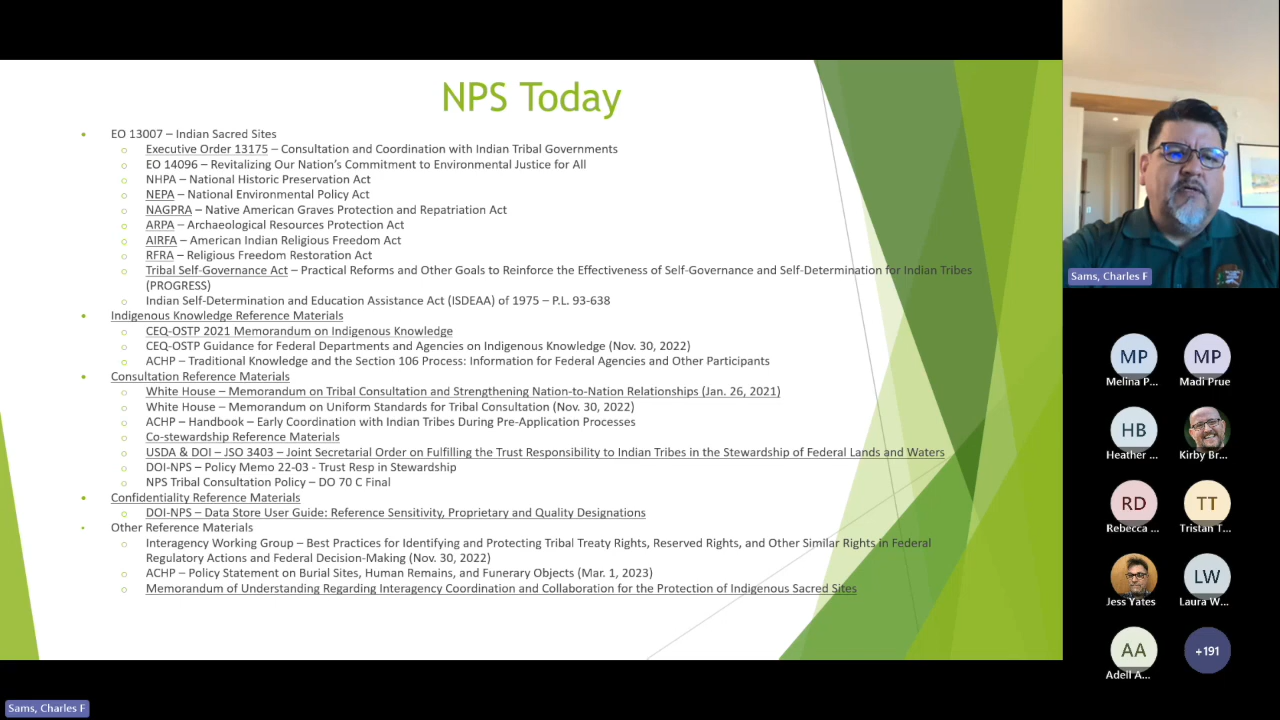 NPS Today
• EO 13007 – Indian Sacred Sites
o Executive Order 13175 – Consultation and Coordination with Indian Tribal Governments
o EO 14096 – Revitalizing Our Nation's Commitment to Environmental Justice for All
o NHPA – National Historic Preservation Act
o NEPA – National Environmental Policy Act
o NAGPRA – Native American Graves Protection and Repatriation Act
o ARPA – Archaeological Resources Protection Act
o AIRFA – American Indian Religious Freedom Act
o RFRA – Religious Freedom Restoration Act
o Tribal Self-Governance Act – Practical Reforms and Other Goals to Reinforce the Effectiveness of Self-Governance and Self-Determination for Indian Tribes
(PROGRESS)
o Indian Self-Determination and Education Assistance Act (ISDEAA) of 1975 – P.L. 93-638
• Indigenous Knowledge Reference Materials
o CEQ-OSTP 2021 Memorandum on Indigenous Knowledge
o CEQ-OSTP Guidance for Federal Departments and Agencies on Indigenous Knowledge (Nov. 30, 2022)
o ACHP – Traditional Knowledge and the Section 106 Process: Information for Federal Agencies and Other Participants
• Consultation Reference Materials
o White House – Memorandum on Tribal Consultation and Strengthening Nation-to-Nation Relationships (Jan. 26, 2021)
o White House – Memorandum on Uniform Standards for Tribal Consultation (Nov. 30, 2022)
o ACHP – Handbook – Early Coordination with Indian Tribes During Pre-Application Processes
o Co-stewardship Reference Materials
o USDA & DOI – JSO 3403 – Joint Secretarial Order on Fulfilling the Trust Responsibility to Indian Tribes in the Stewardship of Federal Lands and Waters
o DOI-NPS – Policy Memo 22-03 - Trust Resp in Stewardship
o NPS Tribal Consultation Policy – DO 70 C Final
• Confidentiality Reference Materials
o DOI-NPS – Data Store User Guide: Reference Sensitivity, Proprietary and Quality Designations
• Other Reference Materials
o Interagency Working Group – Best Practices for Identifying and Protecting Tribal Treaty Rights, Reserved Rights, and Other Similar Rights in Federal
Regulatory Actions and Federal Decision-Making (Nov. 30, 2022)
o ACHP – Policy Statement on Burial Sites, Human Remains, and Funerary Objects (Mar. 1, 2023)
o Memorandum of Understanding Regarding Interagency Coordination and Collaboration for the Protection of Indigenous Sacred Sites
Sams, Charles F
MP
Melina P...
MP
Madi Prue
HB
Heather ...
Kirby Br...
RD
Rebecca ...
TT
Tristan T...
Jess Yates
LW
Laura W...
AA
Adell A...
+191
Sams, Charles F